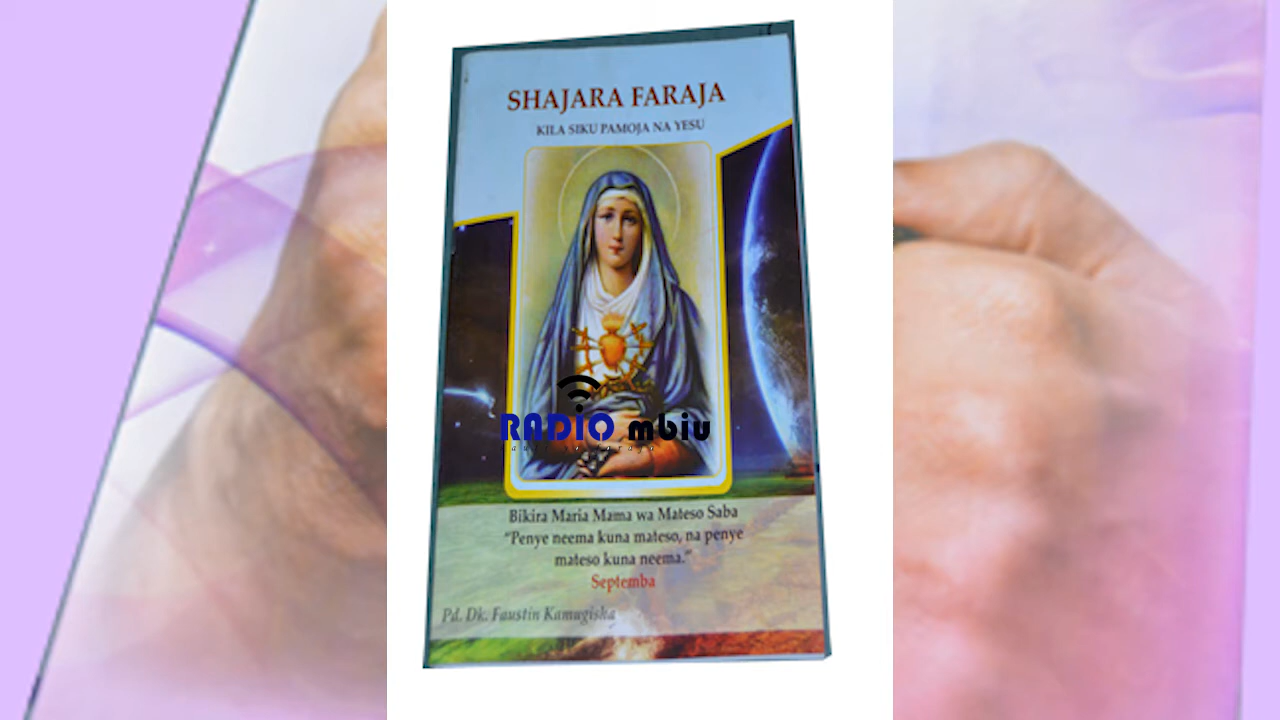 SHAJARA FARAJA
KILA SIKU PAMOJA NA YESU
RADIO mbiu
Bikira Maria Mama wa Mateso Saba
"Penye neema kuna mateso, na penye
mateso kuna neema."
Septemba
Pd. Dk. Faustin Kamugisha